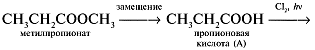 CH₃CH₂COOCH₃ —замещение→ CH₃CH₂COOH —Cl₂, hν→
метилпропионат пропионовая
кислота (А)